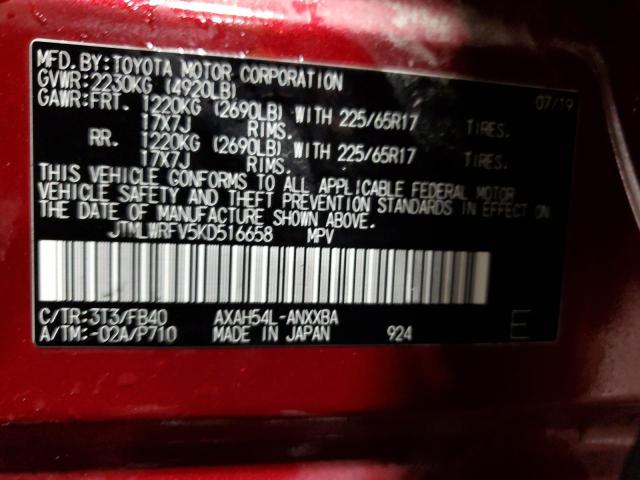 MFD.BY:TOYOTA MOTOR CORPORATION 07/19
GVWR:2230KG (4920LB)
GAWR:FRT. 1220KG (2690LB) WITH 225/65R17 TIRES.
17X7J RIMS.
RR. 1220KG (2690LB) WITH 225/65R17 TIRES.
17X7J RIMS.
THIS VEHICLE CONFORMS TO ALL APPLICABLE FEDERAL MOTOR
VEHICLE SAFETY AND THEFT PREVENTION STANDARDS IN EFFECT ON
THE DATE OF MANUFACTURE SHOWN ABOVE.
JTMLWRFV5KD516658 MPV
C/TR:3T3/FB40 AXAH54L-ANXXBA
A/TM:-02A/P710 MADE IN JAPAN 924 E